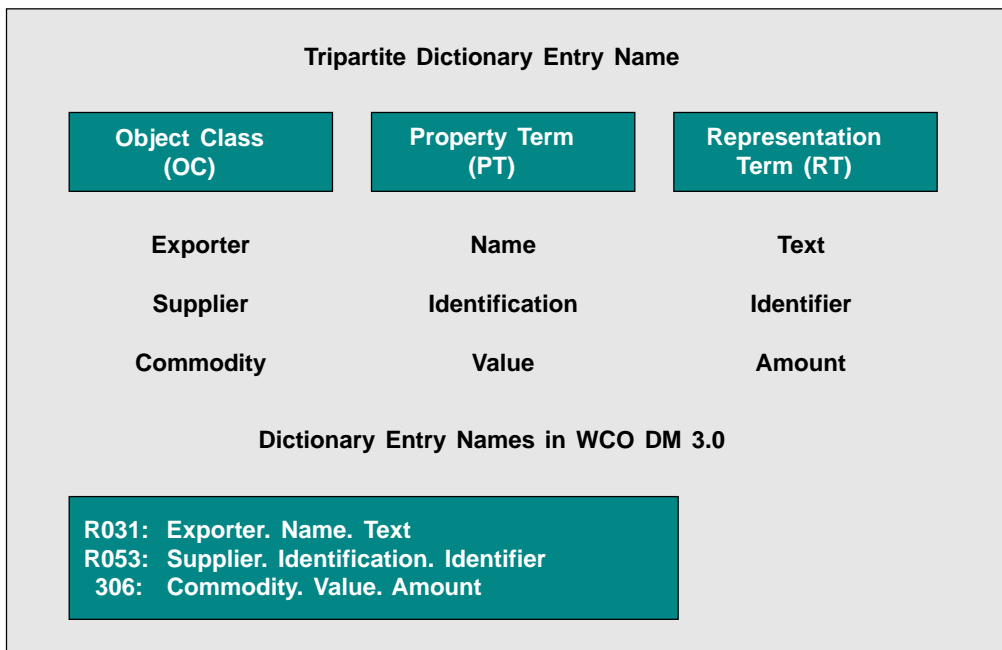 Tripartite Dictionary Entry Name
Object Class (OC)
Property Term (PT)
Representation Term (RT)
Exporter Name Text
Supplier Identification Identifier
Commodity Value Amount
Dictionary Entry Names in WCO DM 3.0
R031: Exporter. Name. Text
R053: Supplier. Identification. Identifier
306: Commodity. Value. Amount